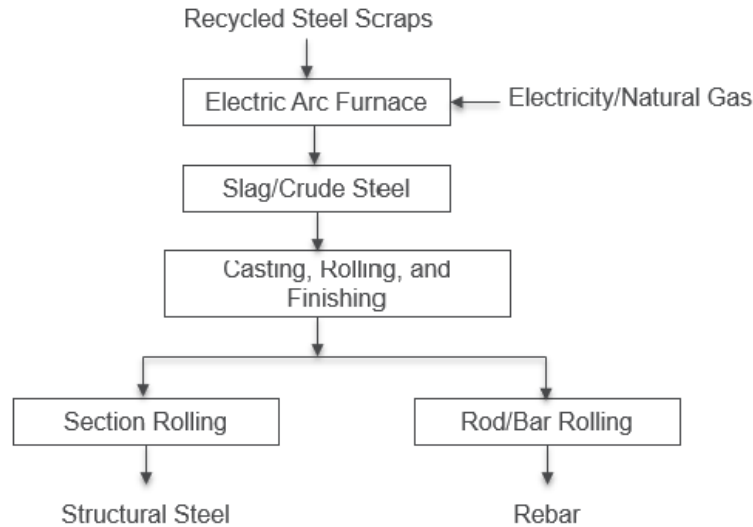 Recycled Steel Scraps
Electric Arc Furnace
Electricity/Natural Gas
Slag/Crude Steel
Casting, Rolling, and
Finishing
Section Rolling
Rod/Bar Rolling
Structural Steel
Rebar